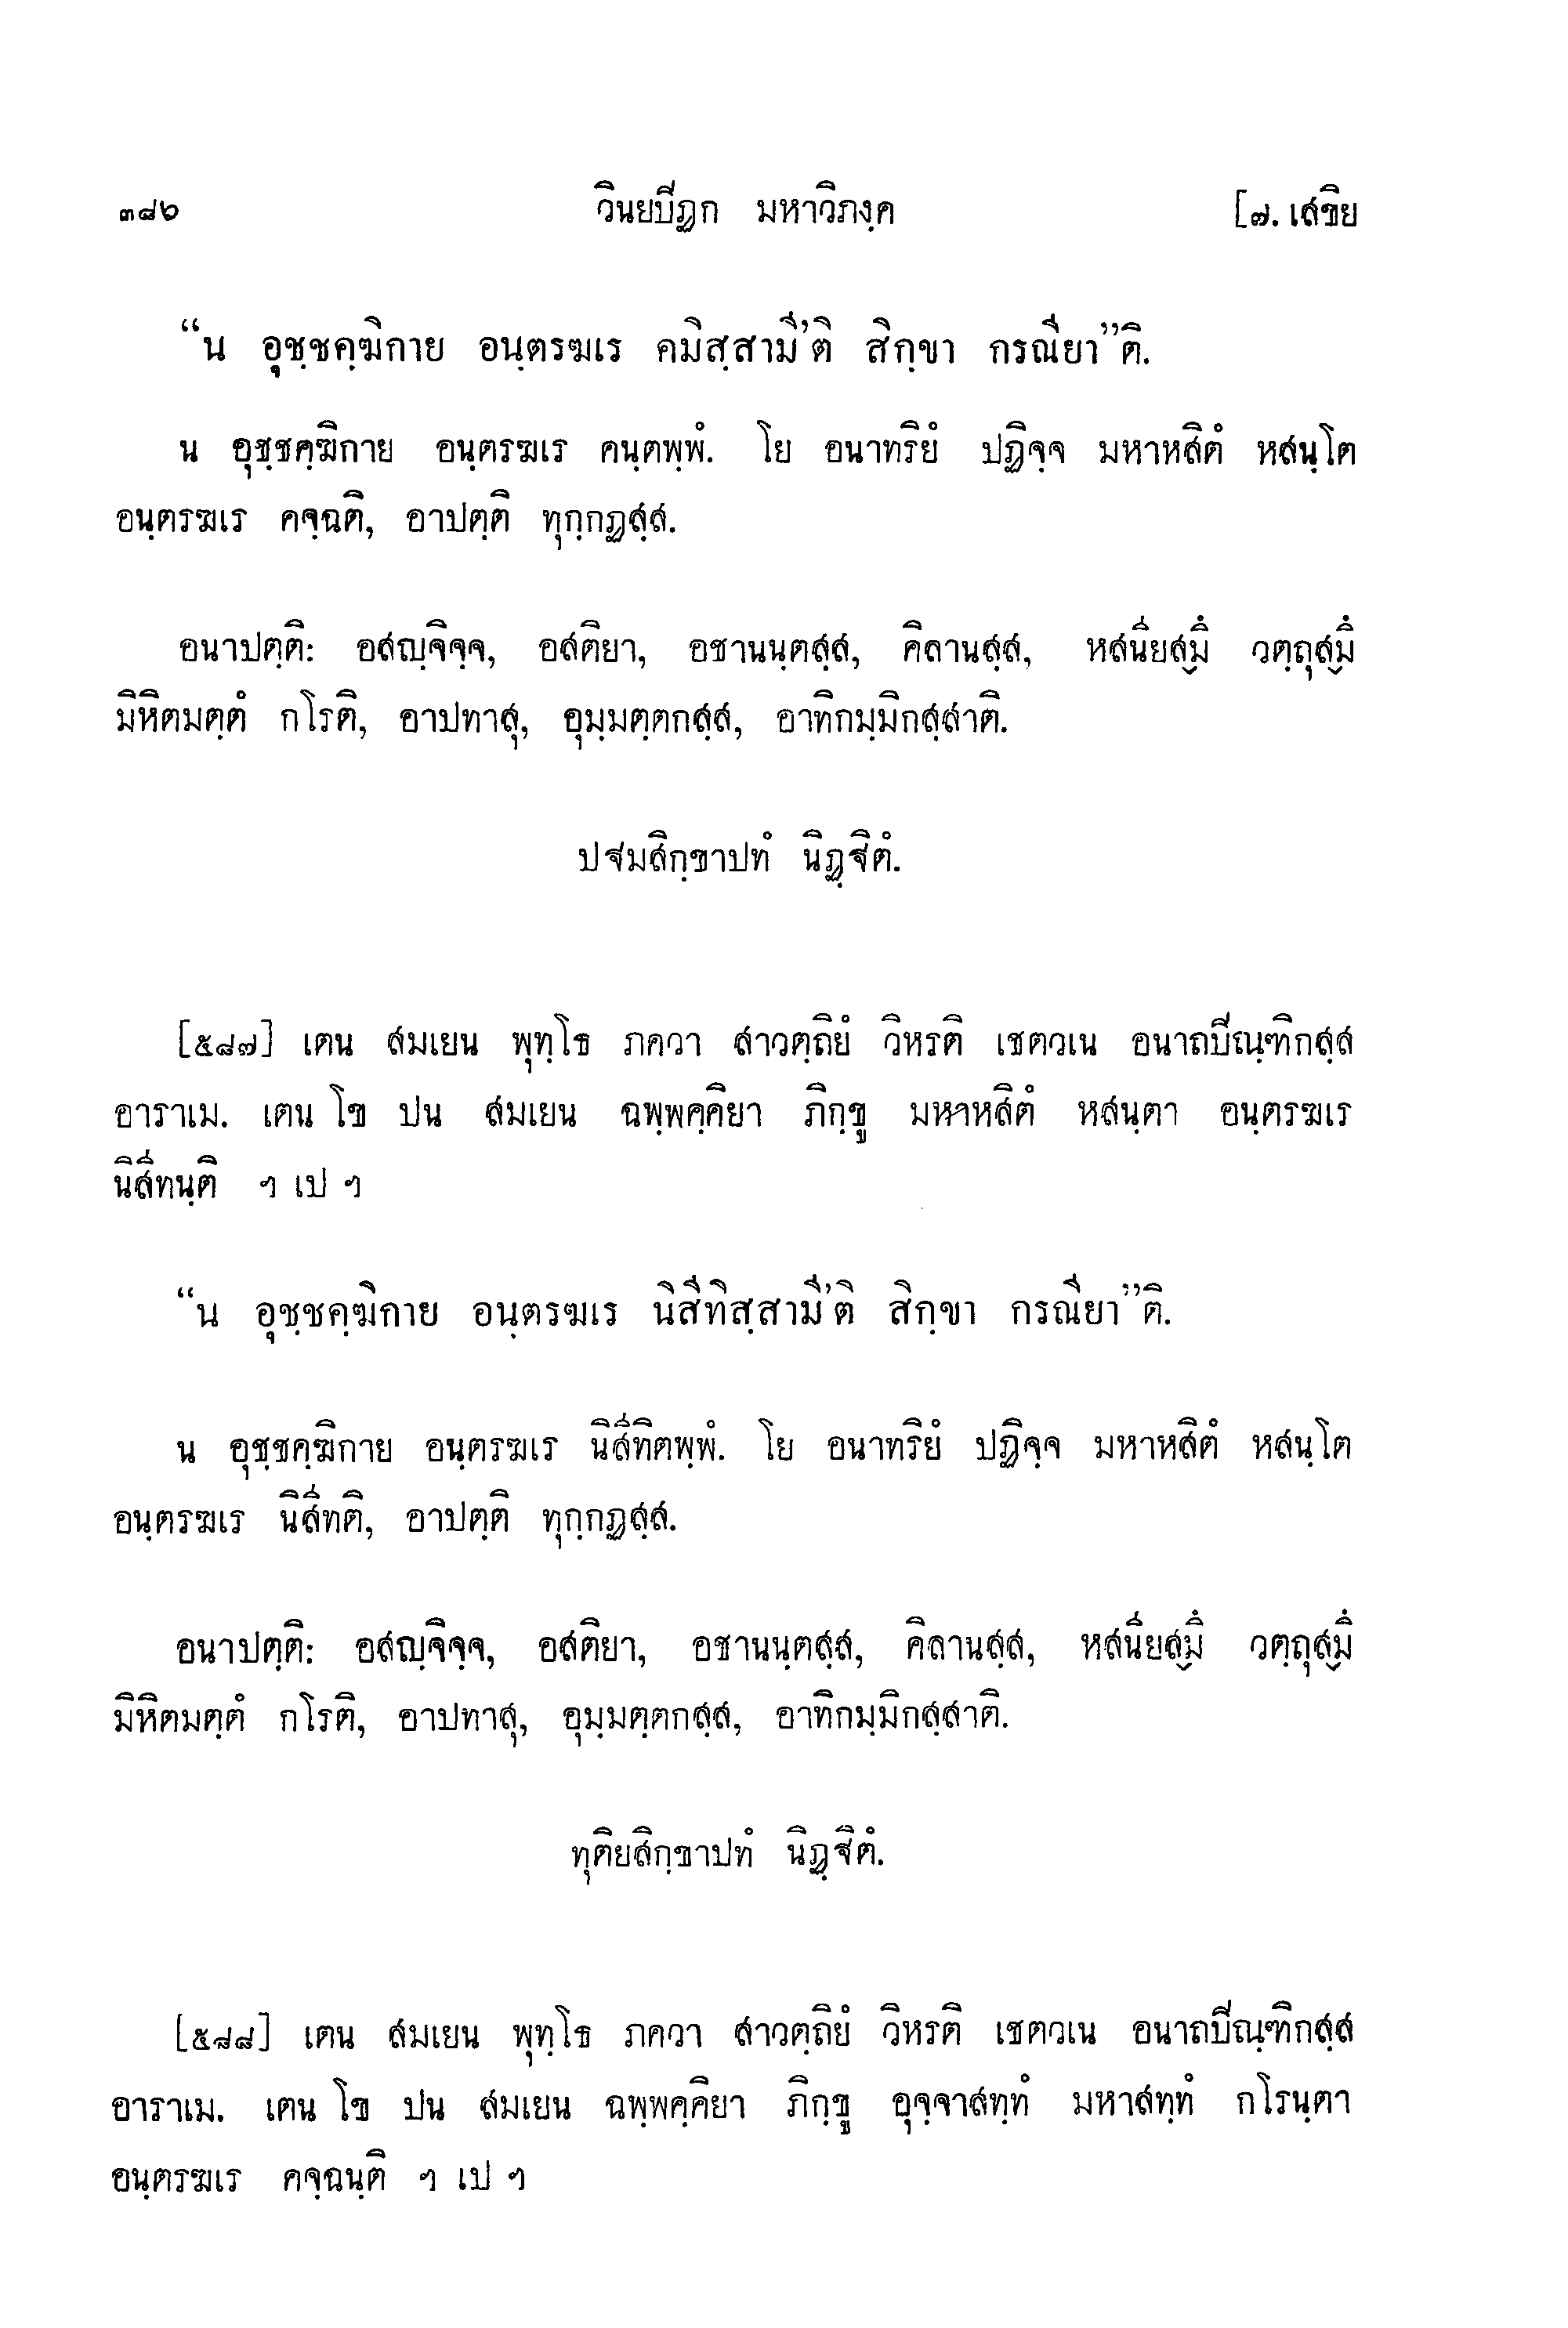 ๓๘๖ วินยปีฏก มหาวิภงฺค [๗. เสขิย
“น อุชฺชคฺฆิกาย อนฺตรฆเร คมิสฺสามี’ติ สิกฺขา กรณียา”ติ.
น อุชฺชคฺฆิกาย อนฺตรฆเร คนฺตพฺพํ. โย อนาทริยํ ปฏิจฺจ มหาหสิตํ หสนฺโต
อนฺตรฆเร คจฺฉติ, อาปตฺติ ทุกฺกฏสฺส.
อนาปตฺติ: อสญฺจิจฺจ, อสติยา, อชานนฺตสฺส, คิลานสฺส, หสนียสฺมึ วตฺถุสฺมึ
มิหิตมตฺตํ กโรติ, อาปทาสุ, อุมฺมตฺตกสฺส, อาทิกมฺมิกสฺสาติ.
ปฐมสิกฺขาปทํ นิฏฺฐิตํ.
[๕๘๗] เตน สมเยน พุทฺโธ ภควา สาวตฺถิยํ วิหรติ เชตวเน อนาถปีณฺฑิกสฺส
อาราเม. เตน โข ปน สมเยน ฉพฺพคฺคิยา ภิกฺขู มหาหสิตํ หสนฺตา อนฺตรฆเร
นิสีทนฺติ ฯ เป ฯ
“น อุชฺชคฺฆิกาย อนฺตรฆเร นิสีทิสฺสามี’ติ สิกฺขา กรณียา”ติ.
น อุชฺชคฺฆิกาย อนฺตรฆเร นิสีทิตพฺพํ. โย อนาทริยํ ปฏิจฺจ มหาหสิตํ หสนฺโต
อนฺตรฆเร นิสีทติ, อาปตฺติ ทุกฺกฏสฺส.
อนาปตฺติ: อสญฺจิจฺจ, อสติยา, อชานนฺตสฺส, คิลานสฺส, หสนียสฺมึ วตฺถุสฺมึ
มิหิตมตฺตํ กโรติ, อาปทาสุ, อุมฺมตฺตกสฺส, อาทิกมฺมิกสฺสาติ.
ทุติยสิกฺขาปทํ นิฏฺฐิตํ.
[๕๘๘] เตน สมเยน พุทฺโธ ภควา สาวตฺถิยํ วิหรติ เชตวเน อนาถปีณฺฑิกสฺส
อาราเม. เตน โข ปน สมเยน ฉพฺพคฺคิยา ภิกฺขู อุจฺจาสทฺทํ มหาสทฺทํ กโรนฺตา
อนฺตรฆเร คจฺฉนฺติ ฯ เป ฯ